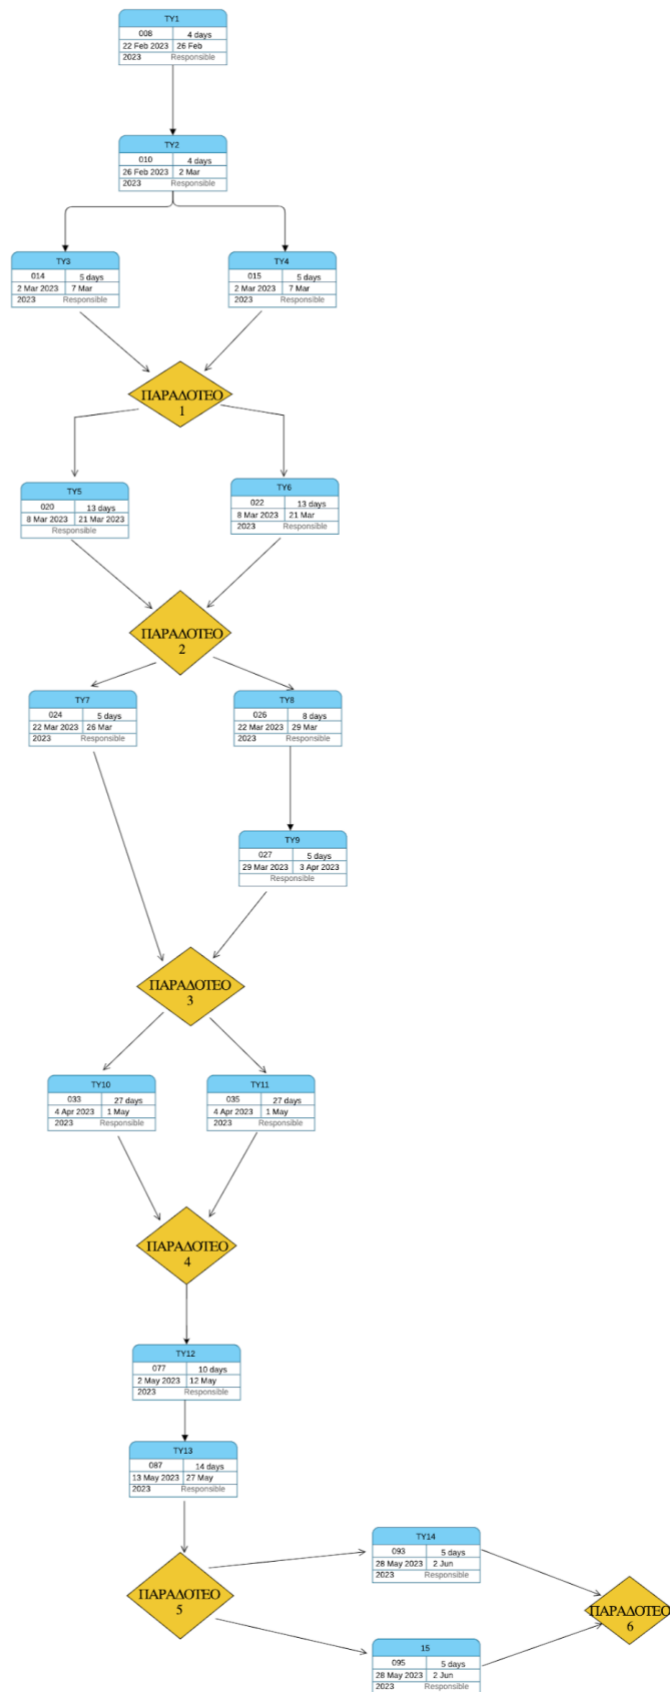 TY1
008 4 days
22 Feb 2023 26 Feb
2023 Responsible
TY2
010 4 days
26 Feb 2023 2 Mar
2023 Responsible
TY3
014 5 days
2 Mar 2023 7 Mar
2023 Responsible
TY4
015 5 days
2 Mar 2023 7 Mar
2023 Responsible
ΠΑΡΑΔΟΤΕΟ
1
TY5
020 13 days
8 Mar 2023 21 Mar 2023
Responsible
TY6
022 13 days
8 Mar 2023 21 Mar
2023 Responsible
ΠΑΡΑΔΟΤΕΟ
2
TY7
024 5 days
22 Mar 2023 26 Mar
2023 Responsible
TY8
026 8 days
22 Mar 2023 29 Mar
2023 Responsible
TY9
027 5 days
29 Mar 2023 3 Apr 2023
Responsible
ΠΑΡΑΔΟΤΕΟ
3
TY10
033 27 days
4 Apr 2023 1 May
2023 Responsible
TY11
035 27 days
4 Apr 2023 1 May
2023 Responsible
ΠΑΡΑΔΟΤΕΟ
4
TY12
077 10 days
2 May 2023 12 May
2023 Responsible
TY13
087 14 days
13 May 2023 27 May
2023 Responsible
ΠΑΡΑΔΟΤΕΟ
5
TY14
093 5 days
28 May 2023 2 Jun
2023 Responsible
15
095 5 days
28 May 2023 2 Jun
2023 Responsible
ΠΑΡΑΔΟΤΕΟ
6